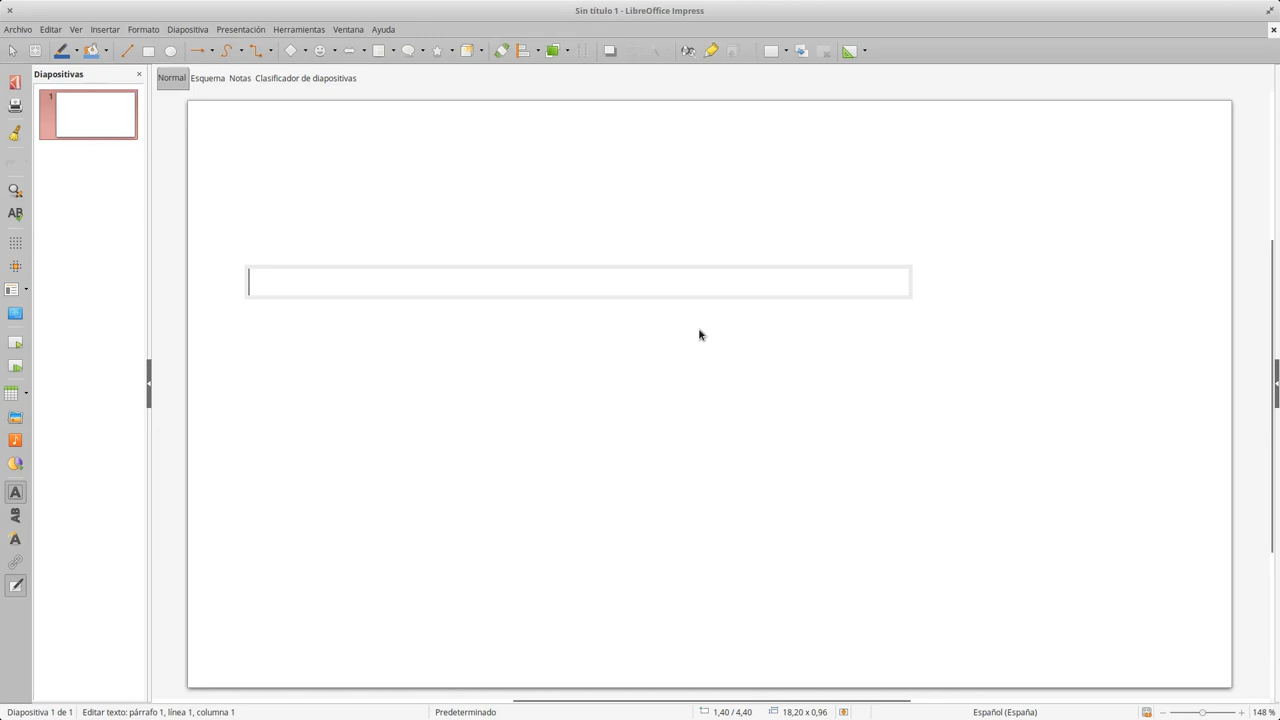 Sin título 1 - LibreOffice Impress
Archivo Editar Ver Insertar Formato Diapositiva Presentación Herramientas Ventana Ayuda
Diapositivas
Normal Esquema Notas Clasificador de diapositivas
1
Diapositiva 1 de 1 Editar texto: párrafo 1, línea 1, columna 1 Predeterminado 1,40 / 4,40 18,20 x 0,96 Español (España) 148 %